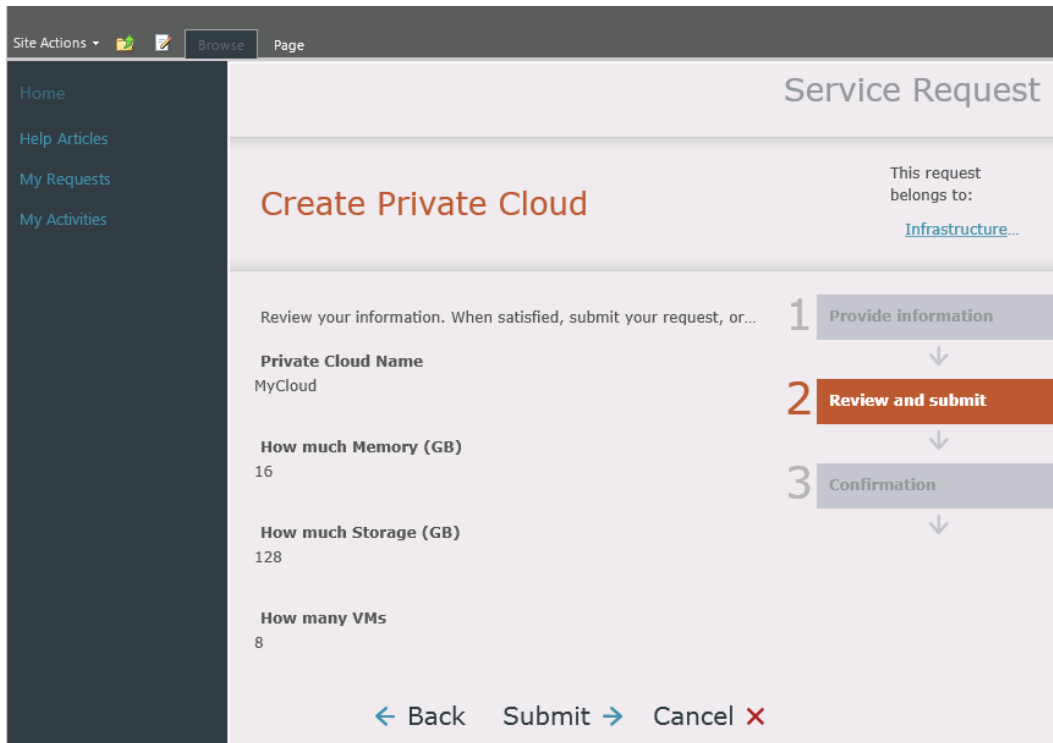 Site Actions
Browse
Page
Home
Help Articles
My Requests
My Activities
Service Request
Create Private Cloud
This request
belongs to:
Infrastructure...
Review your information. When satisfied, submit your request, or...
Private Cloud Name
MyCloud
How much Memory (GB)
16
How much Storage (GB)
128
How many VMs
8
1 Provide information
2 Review and submit
3 Confirmation
Back
Submit
Cancel